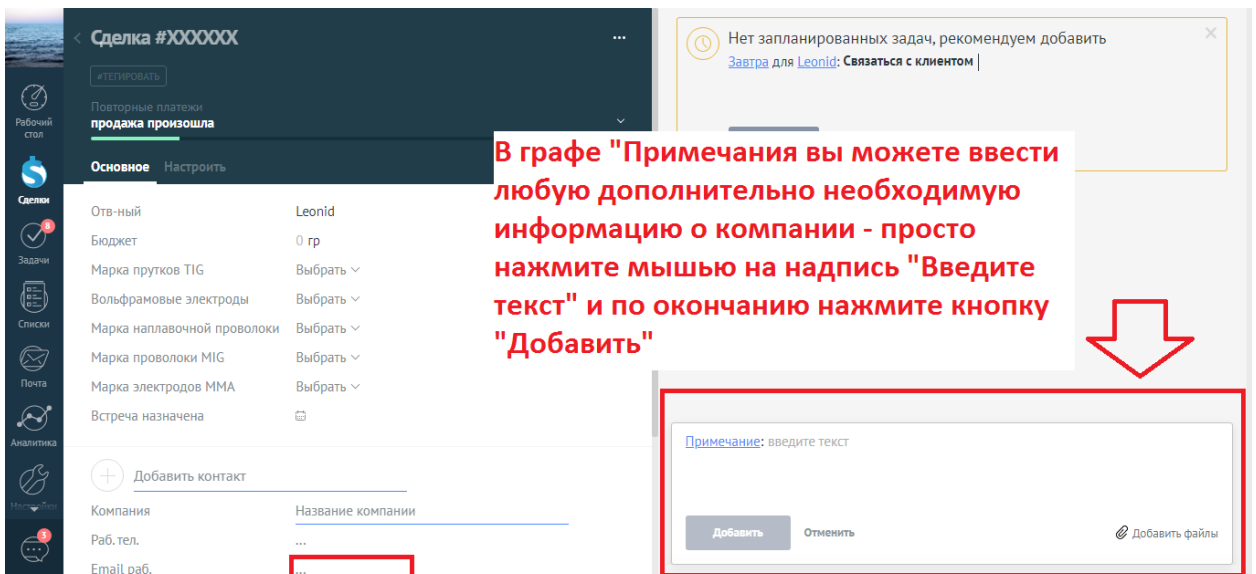 Рабочий
стол
Сделки
8
Задачи
Списки
Почта
Аналитика
Настройки
3
Сделка #XXXXXX
...
#ТЕГИРОВАТЬ
Повторные платежи
продажа произошла
Основное Настроить
Отв-ный Leonid
Бюджет 0 гр
Марка прутков TIG Выбрать
Вольфрамовые электроды Выбрать
Марка наплавочной проволоки Выбрать
Марка проволоки MIG Выбрать
Марка электродов MMA Выбрать
Встреча назначена
Добавить контакт
Компания Название компании
Раб. тел. ...
Email раб. ...
Нет запланированных задач, рекомендуем добавить
Завтра для Leonid: Связаться с клиентом
В графе "Примечания вы можете ввести
любую дополнительно необходимую
информацию о компании - просто
нажмите мышью на надпись "Введите
текст" и по окончанию нажмите кнопку
"Добавить"
Примечание: введите текст
Добавить Отменить Добавить файлы